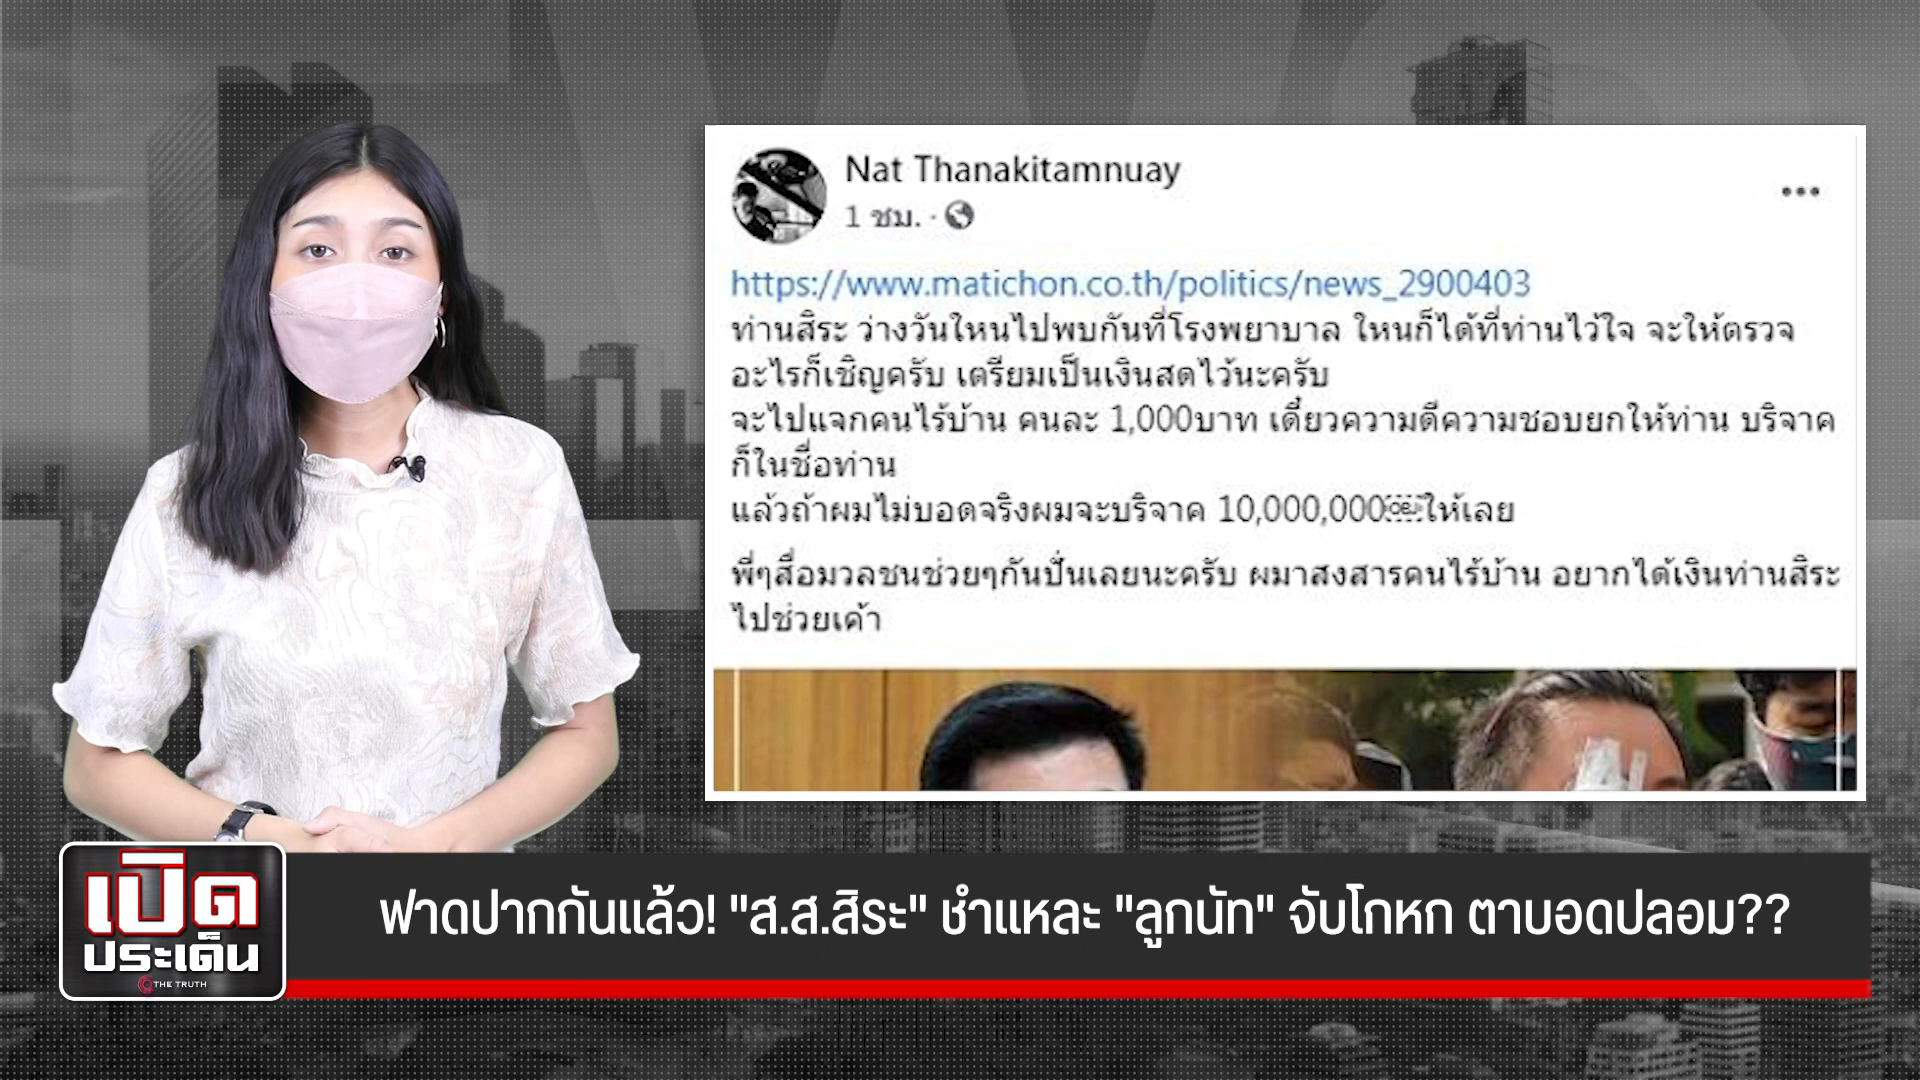 Nat Thanakitamnuay
1 ชม. ·
https://www.matichon.co.th/politics/news_2900403
ท่านสิระ ว่างวันใหนไปพบกันที่โรงพยาบาล ใหนก็ได้ที่ท่านไว้ใจ จะให้ตรวจ
อะไรก็เชิญครับ เตรียมเป็นเงินสดไว้นะครับ
จะไปแจกคนไร้บ้าน คนละ 1,000บาท เดี๋ยวความดีความชอบยกให้ท่าน บริจาค
ก็ในชื่อท่าน
แล้วถ้าผมไม่บอดจริงผมจะบริจาค 10,000,000￼ให้เลย
พี่ๆสื่อมวลชนช่วยๆกันปั่นเลยนะครับ ผมาสงสารคนไร้บ้าน อยากได้เงินท่านสิระ
ไปช่วยเค้า
เปิด
ประเด็น
THE TRUTH
ฟาดปากกันแล้ว! "ส.ส.สิระ" ชำแหละ "ลูกนัท" จับโกหก ตาบอดปลอม??